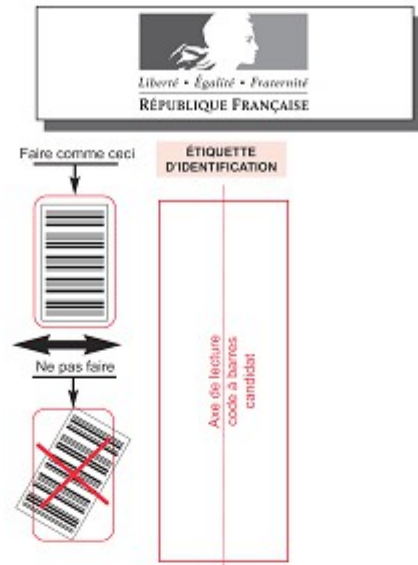 Liberté • Égalité • Fraternité
RÉPUBLIQUE FRANÇAISE
Faire comme ceci
ÉTIQUETTE
D'IDENTIFICATION
Ne pas faire
Axe de lecture
code à barres
candidat